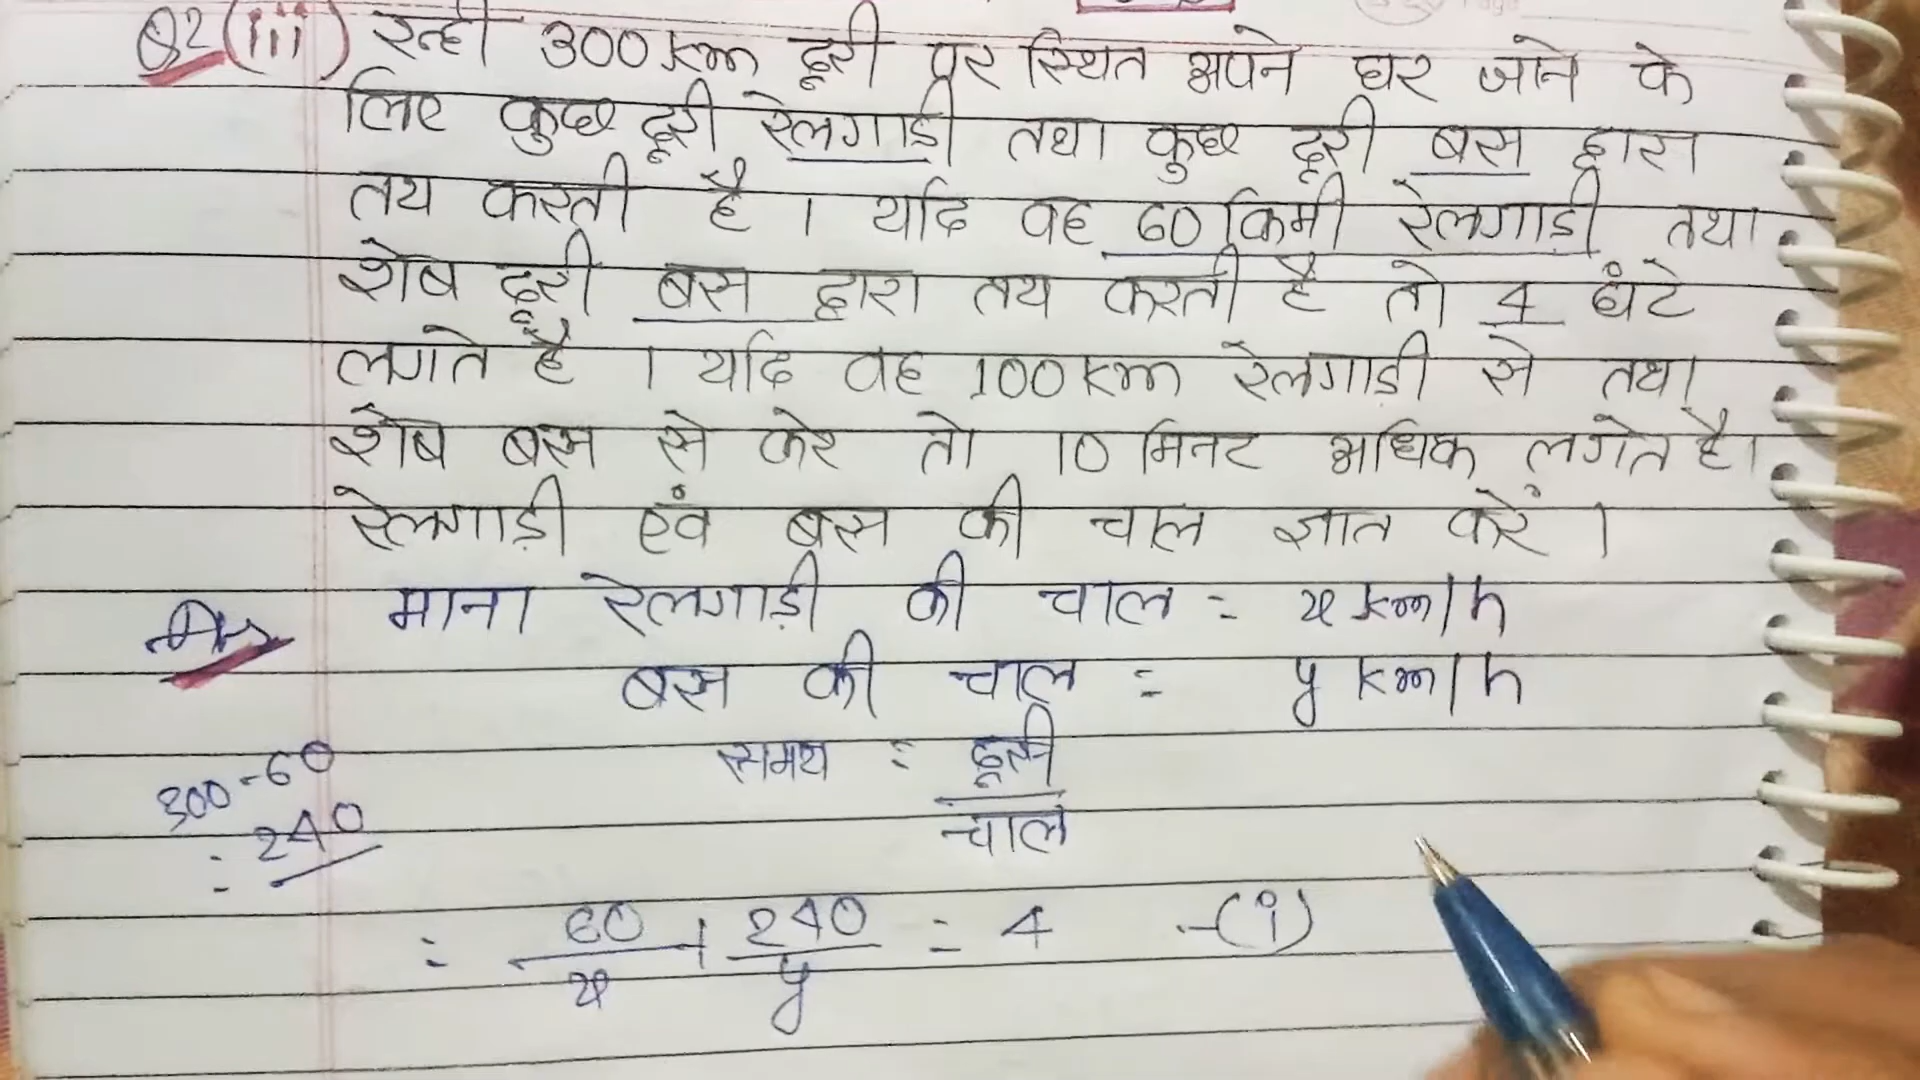 Q2 (iii) रूही 300 km दूरी पर स्थित अपने घर जाने के
लिए कुछ दूरी रेलगाड़ी तथा कुछ दूरी बस द्वारा
तय करती है । यदि वह 60 किमी रेलगाड़ी तथा
शेष दूरी बस द्वारा तय करती है तो 4 घंटे
लगते है । यदि वह 100 km रेलगाड़ी से तथा
शेष बस से करे तो 10 मिनट अधिक लगते है।
रेलगाड़ी एवं बस की चाल ज्ञात करें ।
Ans माना रेलगाड़ी की चाल = x km/h
बस की चाल = y km/h
समय = दूरी
चाल
300-60
= 240
= 60/x + 240/y = 4 -(i)